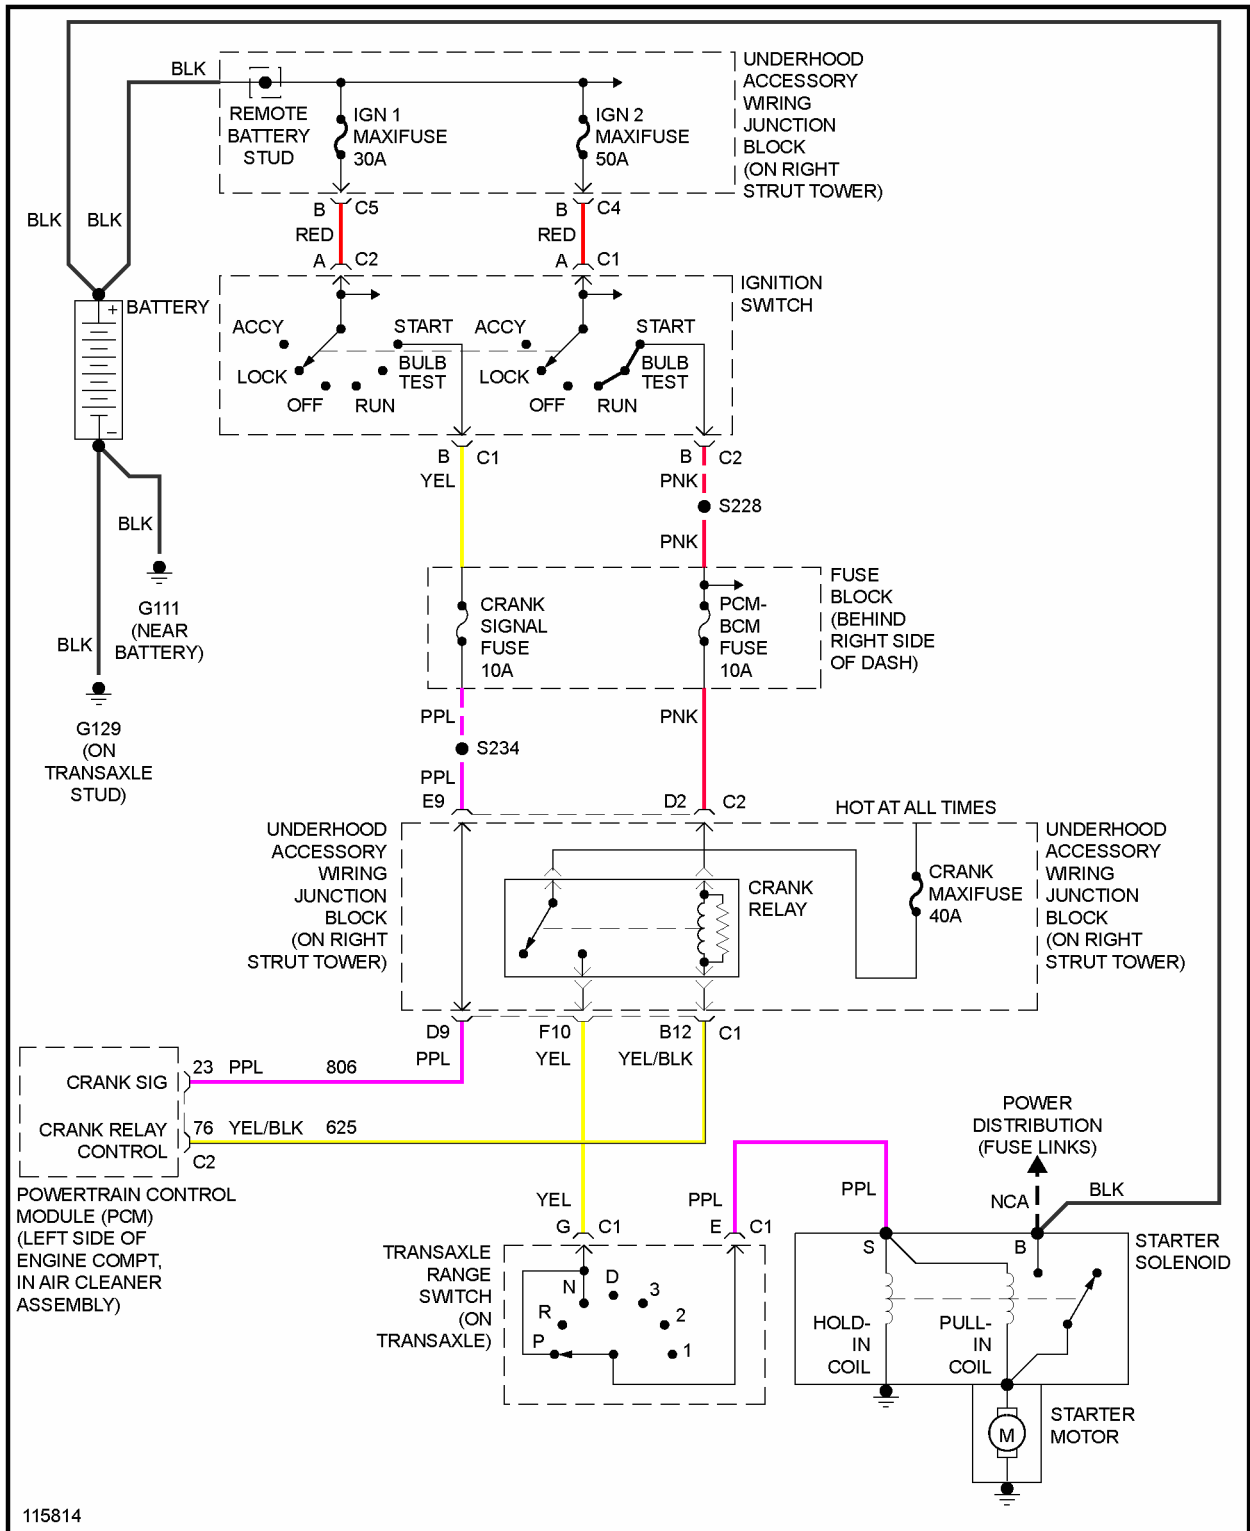 BLK
REMOTE
BATTERY
STUD
IGN 1
MAXIFUSE
30A
IGN 2
MAXIFUSE
50A
UNDERHOOD
ACCESSORY
WIRING
JUNCTION
BLOCK
(ON RIGHT
STRUT TOWER)
BLK
BLK
B
C5
B
C4
RED
RED
A
C2
A
C1
IGNITION
SWITCH
BATTERY
+
−
ACCY
START
LOCK
BULB
TEST
OFF
RUN
ACCY
START
LOCK
BULB
TEST
OFF
RUN
B
C1
YEL
B
C2
PNK
S228
PNK
BLK
G111
(NEAR
BATTERY)
BLK
G129
(ON
TRANSAXLE
STUD)
CRANK
SIGNAL
FUSE
10A
PCM-
BCM
FUSE
10A
FUSE
BLOCK
(BEHIND
RIGHT SIDE
OF DASH)
PPL
S234
PPL
PNK
E9
D2
C2
HOT AT ALL TIMES
UNDERHOOD
ACCESSORY
WIRING
JUNCTION
BLOCK
(ON RIGHT
STRUT TOWER)
CRANK
RELAY
CRANK
MAXIFUSE
40A
UNDERHOOD
ACCESSORY
WIRING
JUNCTION
BLOCK
(ON RIGHT
STRUT TOWER)
D9
F10
B12
C1
PPL
YEL
YEL/BLK
CRANK SIG
23 PPL 806
CRANK RELAY
CONTROL
76 YEL/BLK 625
C2
POWERTRAIN CONTROL
MODULE (PCM)
(LEFT SIDE OF
ENGINE COMPT,
IN AIR CLEANER
ASSEMBLY)
YEL
G
C1
PPL
E
C1
TRANSAXLE
RANGE
SWITCH
(ON
TRANSAXLE)
N
D
3
R
2
P
1
POWER
DISTRIBUTION
(FUSE LINKS)
PPL
NCA
BLK
S
B
STARTER
SOLENOID
HOLD-
IN
COIL
PULL-
IN
COIL
STARTER
MOTOR
M
115814